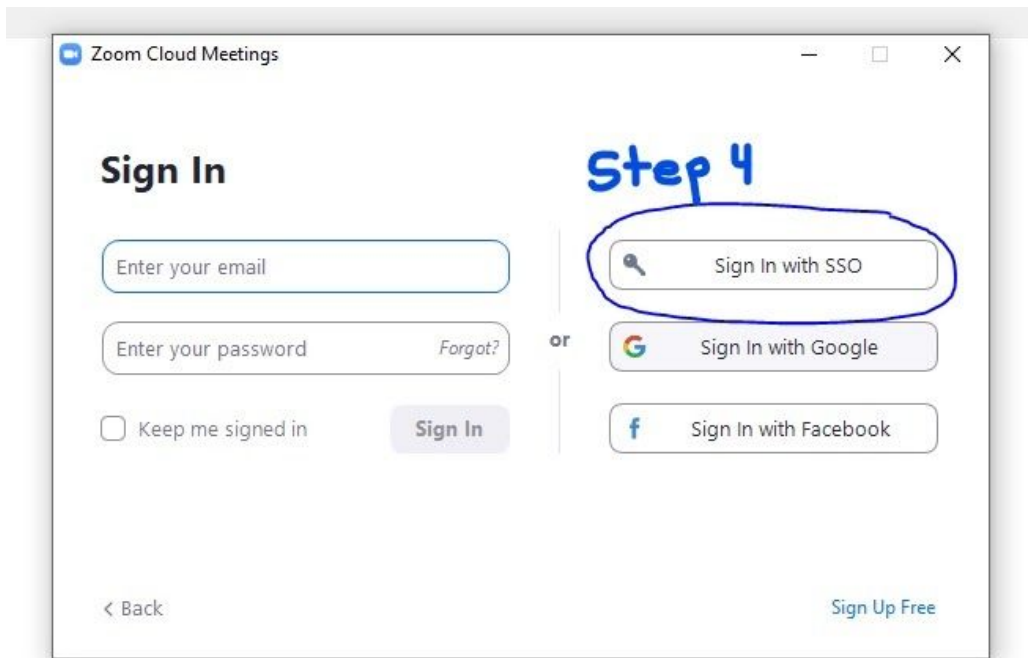 Zoom Cloud Meetings
Sign In
Step 4
Enter your email
Sign In with SSO
Enter your password
Forgot?
or
Sign In with Google
Keep me signed in
Sign In
Sign In with Facebook
< Back
Sign Up Free